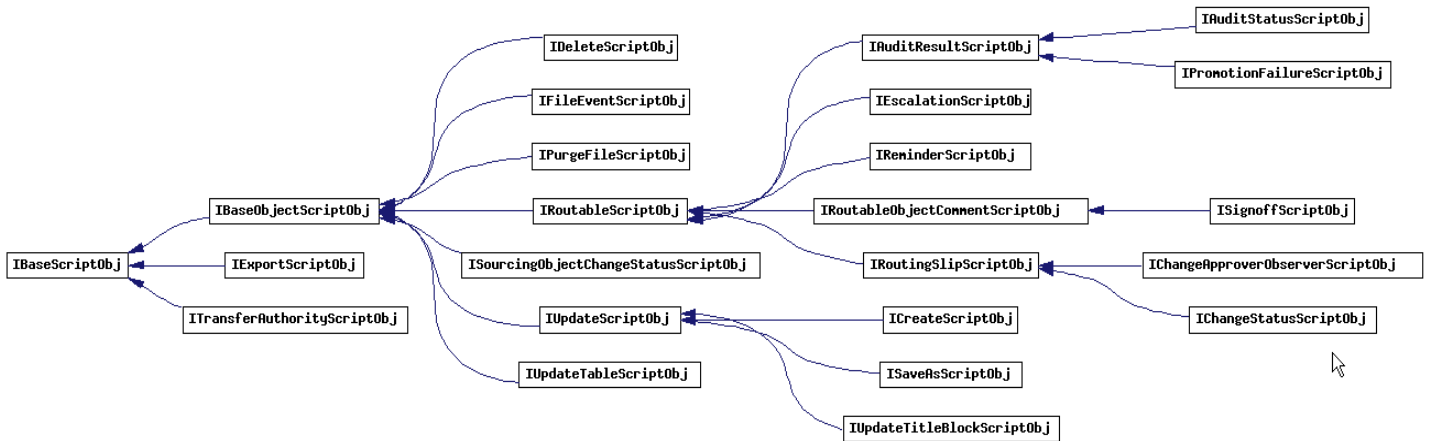 IAuditStatusScriptObj
IDeleteScriptObj
IAuditResultScriptObj
IPromotionFailureScriptObj
IFileEventScriptObj
IEscalationScriptObj
IPurgeFileScriptObj
IReminderScriptObj
IBaseObjectScriptObj
IRoutableScriptObj
IRoutableObjectCommentScriptObj
ISignoffScriptObj
IBaseScriptObj
IExportScriptObj
ISourcingObjectChangeStatusScriptObj
IRoutingSlipScriptObj
IChangeApproverObserverScriptObj
ITransferAuthorityScriptObj
IUpdateScriptObj
ICreateScriptObj
IChangeStatusScriptObj
IUpdateTableScriptObj
ISaveAsScriptObj
IUpdateTitleBlockScriptObj